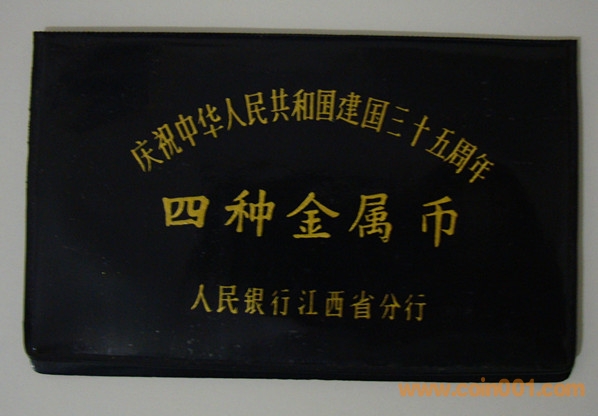 庆祝中华人民共和国建国三十五周年
四种金属币
人民银行江西省分行
www.coin001.com